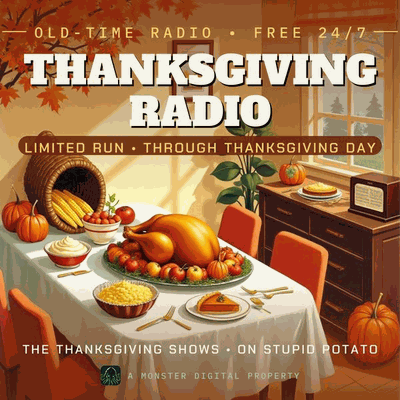 OLD-TIME RADIO • FREE 24/7
THANKSGIVING
RADIO
LIMITED RUN • THROUGH THANKSGIVING DAY
THE THANKSGIVING SHOWS • ON STUPID POTATO
A MONSTER DIGITAL PROPERTY